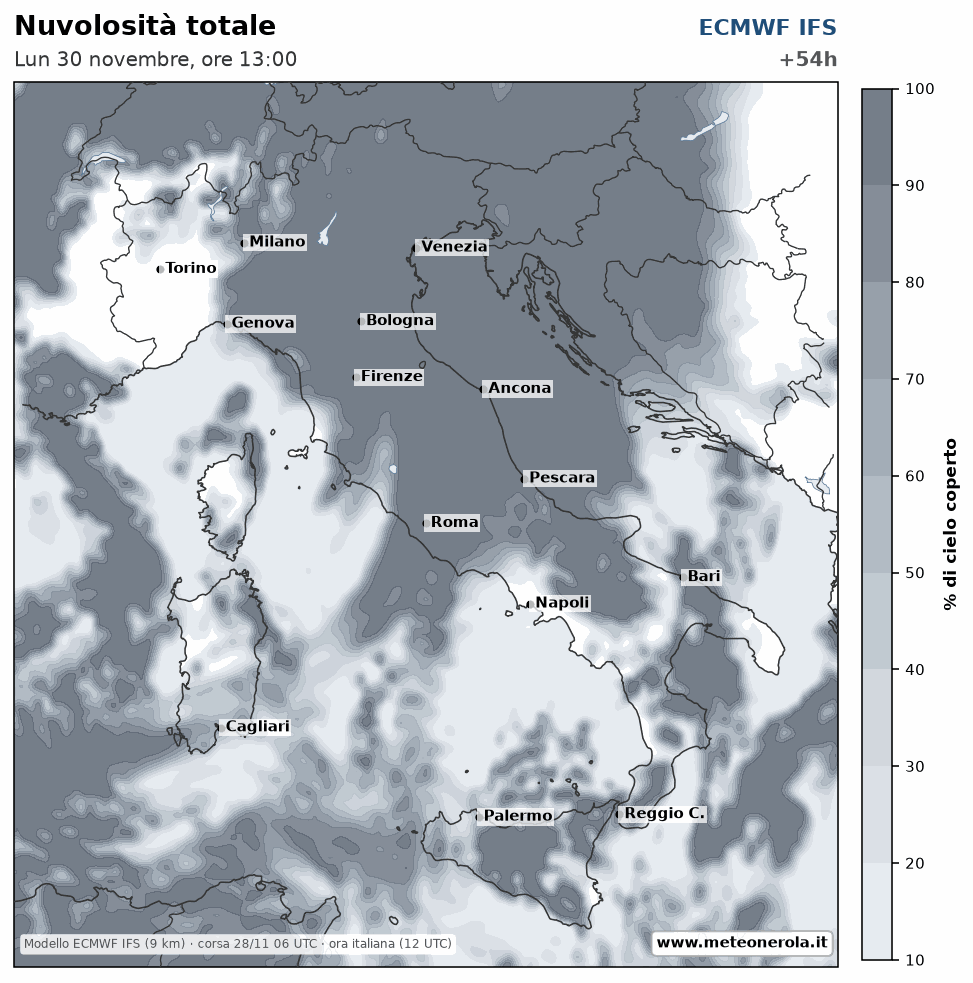 Nuvolosità totale
ECMWF IFS
Lun 30 novembre, ore 13:00
+54h
Milano
Venezia
Torino
Genova
Bologna
Firenze
Ancona
Pescara
Roma
Bari
Napoli
Cagliari
Palermo
Reggio C.
100
90
80
70
60
50
40
30
20
10
% di cielo coperto
Modello ECMWF IFS (9 km) · corsa 28/11 06 UTC · ora italiana (12 UTC)
www.meteonerola.it